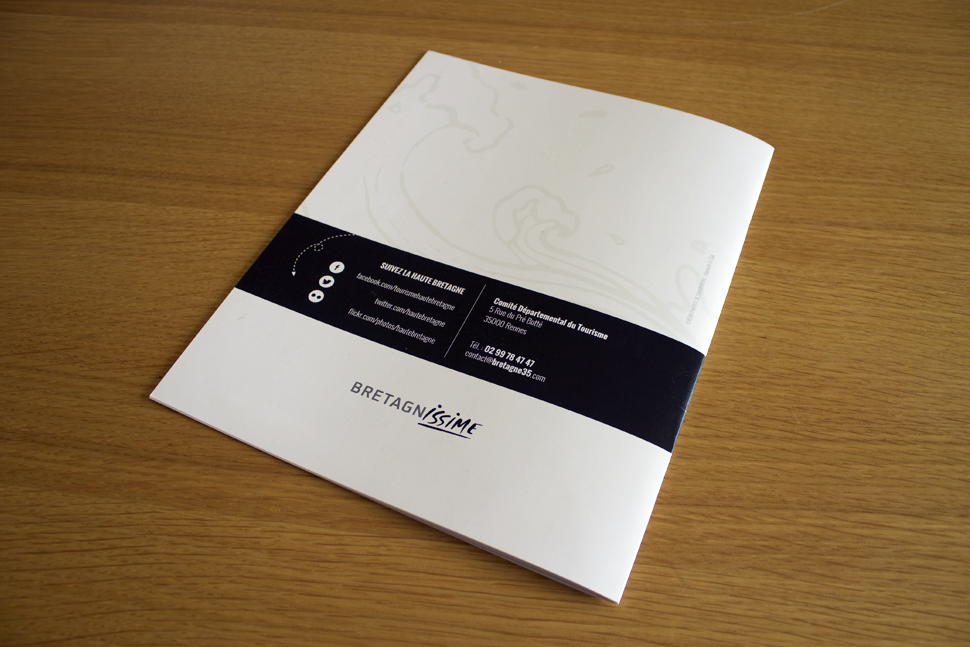 SUIVEZ LA HAUTE BRETAGNE
facebook.com/tourismehautebretagne
twitter.com/hautebretagne
flickr.com/photos/hautebretagne
Comité Départemental du Tourisme
5 Rue du Pré Botté
35000 Rennes
Tél. : 02 99 78 47 47
contact@bretagne35.com
BRETAGNissiME